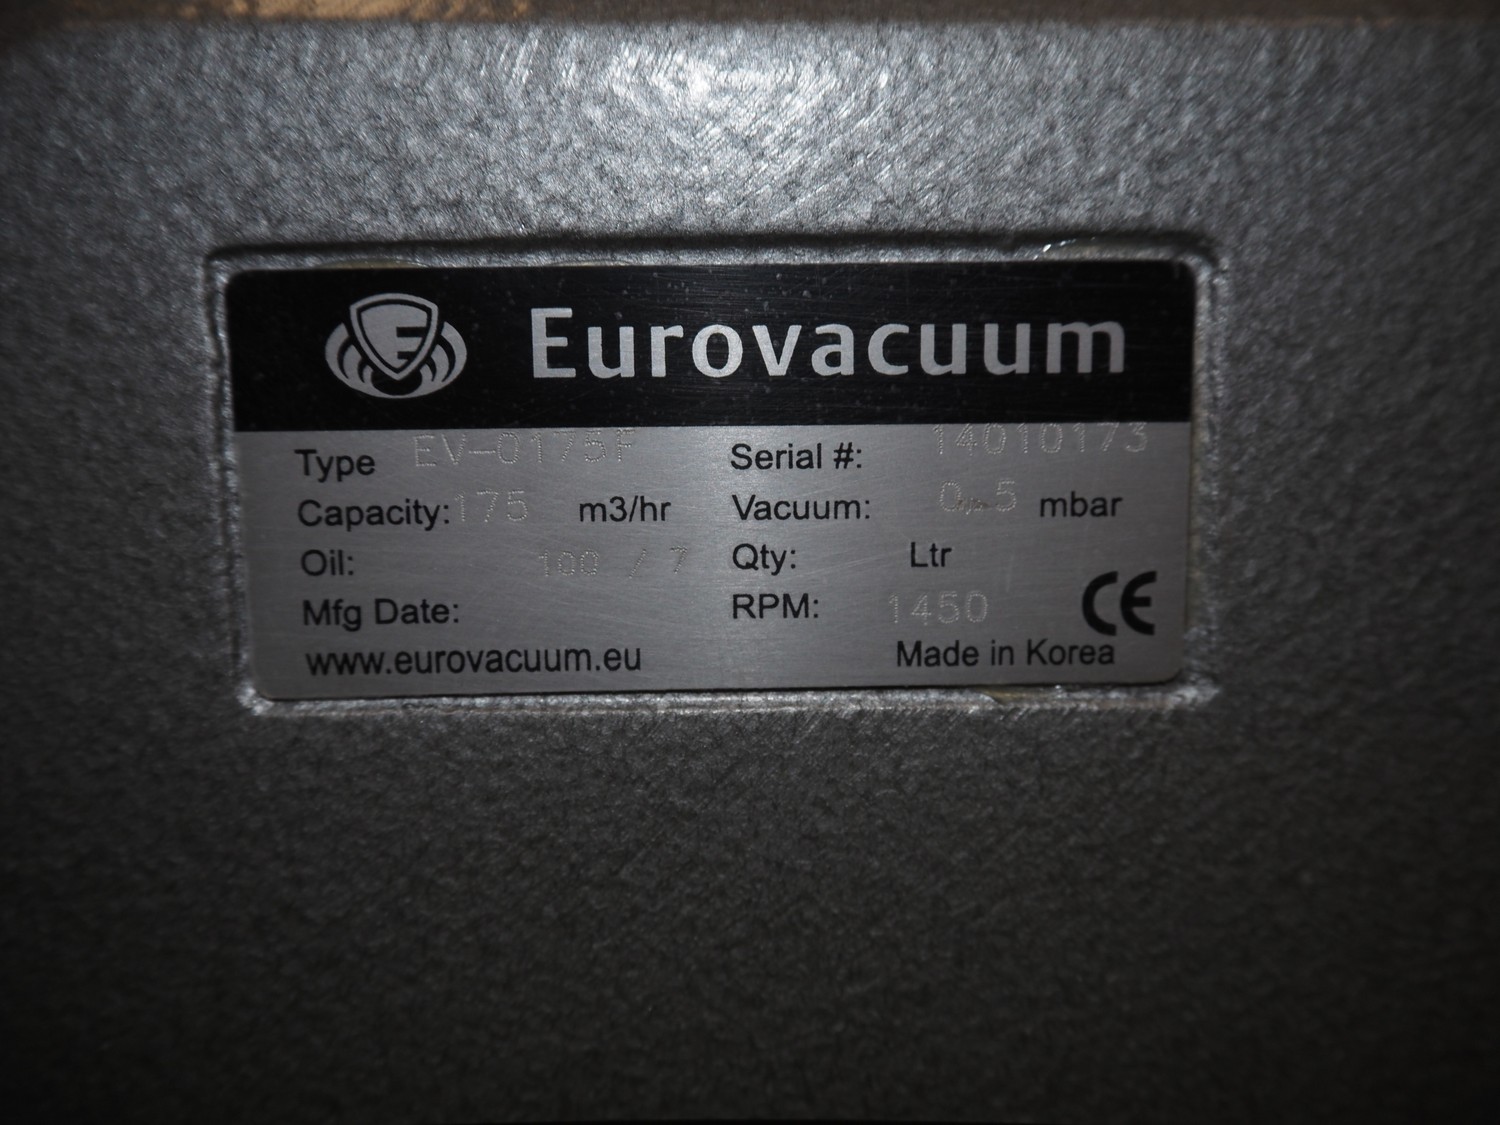 E Eurovacuum
Type EV-0175F Serial #: 14010173
Capacity: 175 m3/hr Vacuum: 0.5 mbar
Oil: 100 / 7 Qty: Ltr
Mfg Date: RPM: 1450 CE
www.eurovacuum.eu Made in Korea